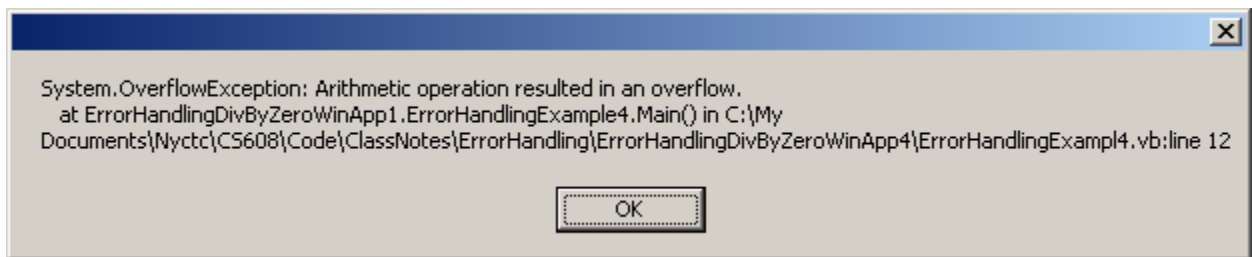 System.OverflowException: Arithmetic operation resulted in an overflow.
at ErrorHandlingDivByZeroWinApp1.ErrorHandlingExample4.Main() in C:\My
Documents\Nyctc\CS608\Code\ClassNotes\ErrorHandling\ErrorHandlingDivByZeroWinApp4\ErrorHandlingExampl4.vb:line 12
OK